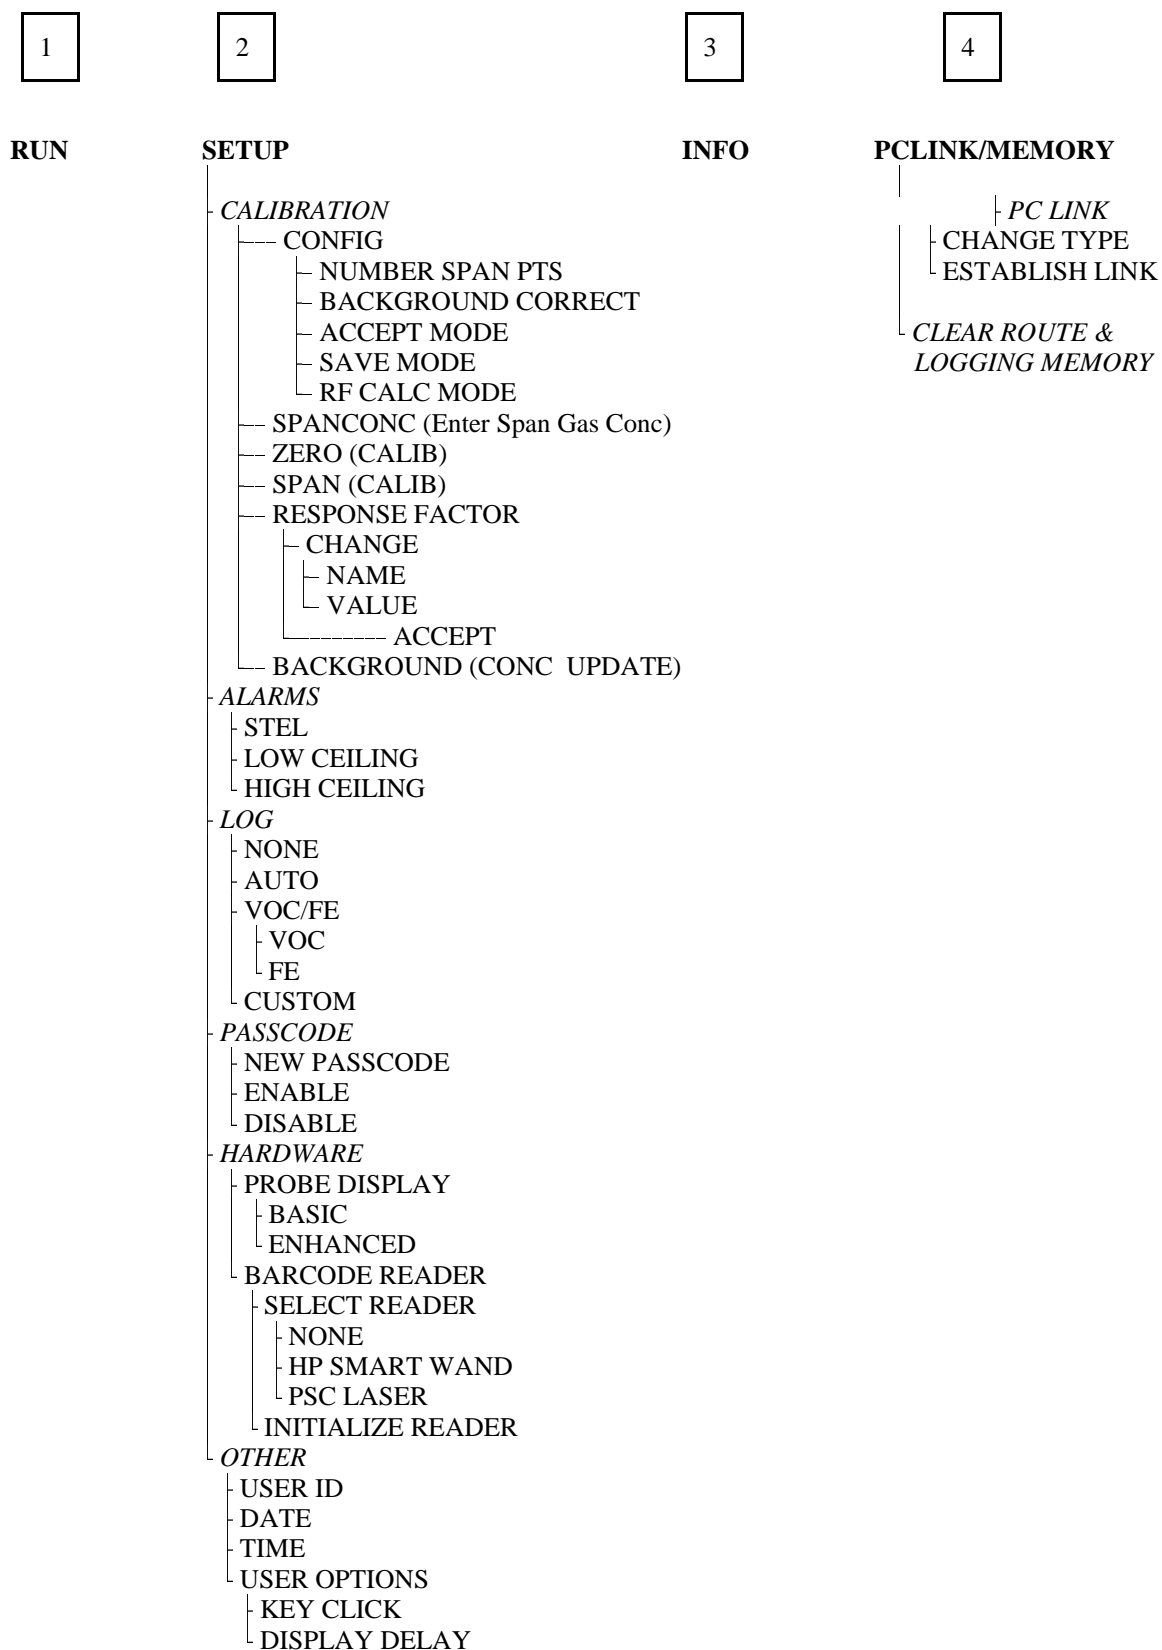 1 2 3 4
RUN SETUP INFO PCLINK/MEMORY
CALIBRATION
CONFIG
NUMBER SPAN PTS
BACKGROUND CORRECT
ACCEPT MODE
SAVE MODE
RF CALC MODE
SPANCONC (Enter Span Gas Conc)
ZERO (CALIB)
SPAN (CALIB)
RESPONSE FACTOR
CHANGE
NAME
VALUE
ACCEPT
BACKGROUND (CONC UPDATE)
ALARMS
STEL
LOW CEILING
HIGH CEILING
LOG
NONE
AUTO
VOC/FE
VOC
FE
CUSTOM
PASSCODE
NEW PASSCODE
ENABLE
DISABLE
HARDWARE
PROBE DISPLAY
BASIC
ENHANCED
BARCODE READER
SELECT READER
NONE
HP SMART WAND
PSC LASER
INITIALIZE READER
OTHER
USER ID
DATE
TIME
USER OPTIONS
KEY CLICK
DISPLAY DELAY
PC LINK
CHANGE TYPE
ESTABLISH LINK
CLEAR ROUTE &
LOGGING MEMORY